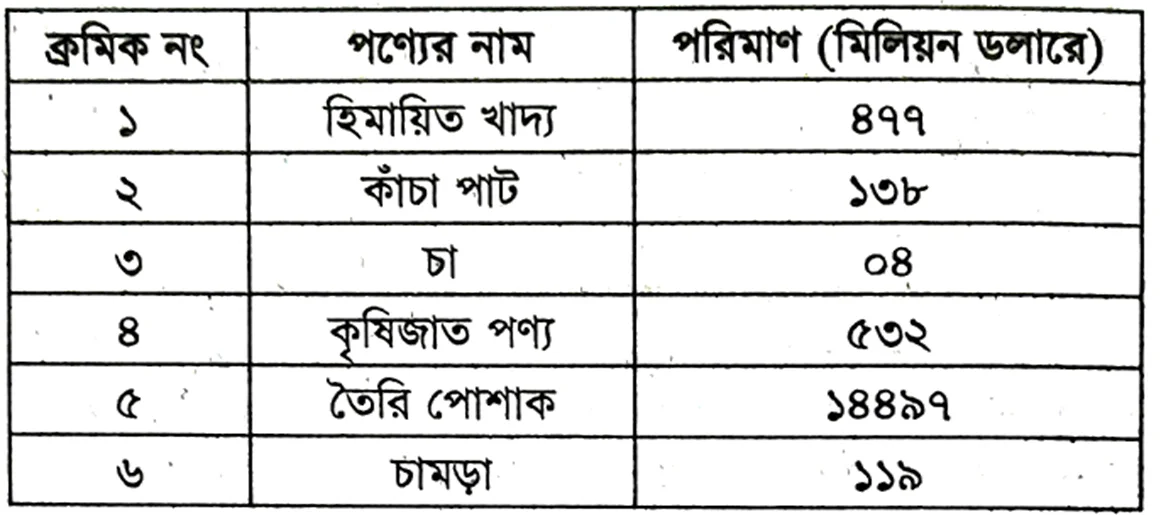 ক্রমিক নং পণ্যের নাম পরিমাণ (মিলিয়ন ডলারে)
১ হিমায়িত খাদ্য ৪৭৭
২ কাঁচা পাট ১৩৮
৩ চা ০৪
৪ কৃষিজাত পণ্য ৫৩২
৫ তৈরি পোশাক ১৪৪৯৭
৬ চামড়া ১১৯